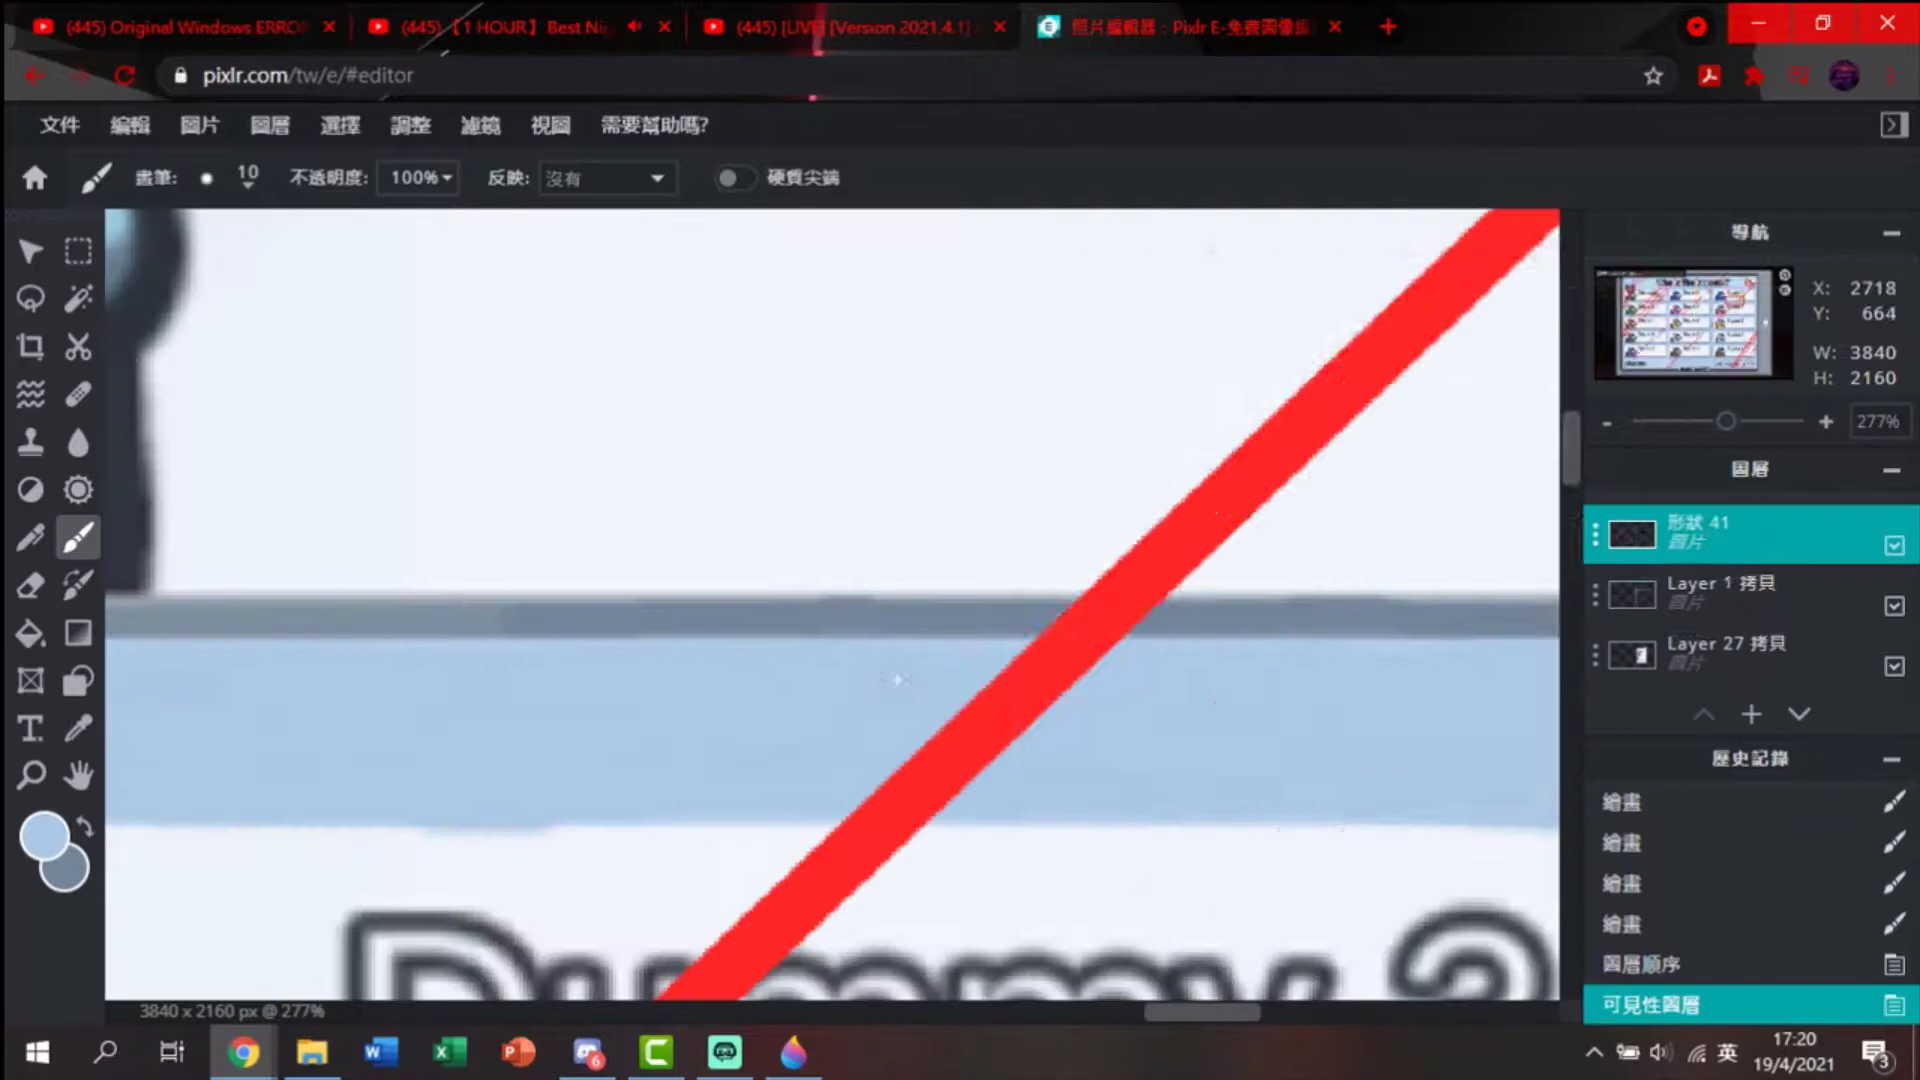 (445) Original Windows ERRO
(445) 【1 HOUR】 Best Ni
(445) [LIVE] [Version 2021.4.1]
照片編輯器：Pixlr E-免費圖像編
pixlr.com/tw/e/#editor
文件 編輯 圖片 圖層 選擇 調整 濾鏡 視圖 需要幫助嗎?
畫筆: 10 不透明度: 100% 反映: 沒有 硬質尖端
導航
X: 2718
Y: 664
W: 3840
H: 2160
277%
圖層
形狀 41
圖片
Layer 1 拷貝
圖片
Layer 27 拷貝
圖片
歷史記錄
繪畫
繪畫
繪畫
繪畫
圖層順序
可見性圖層
Dummy 2
3840 x 2160 px @ 277%
6
英
17:20
19/4/2021
3